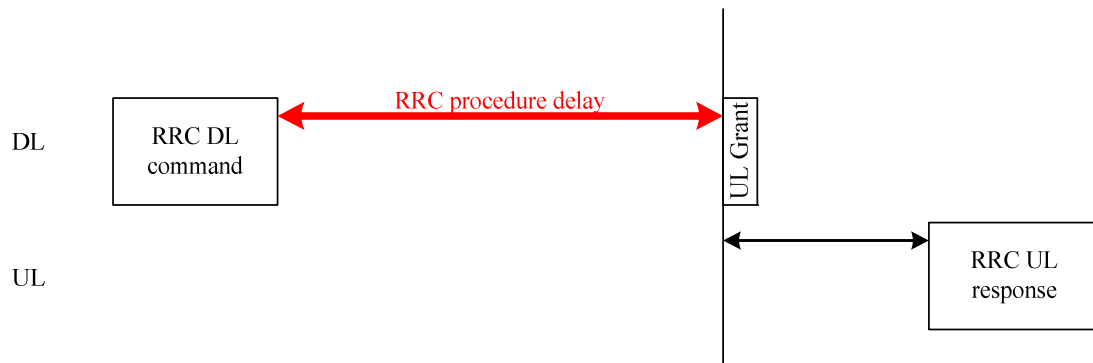 RRC procedure delay
DL
RRC DL
command
UL Grant
UL
RRC UL
response